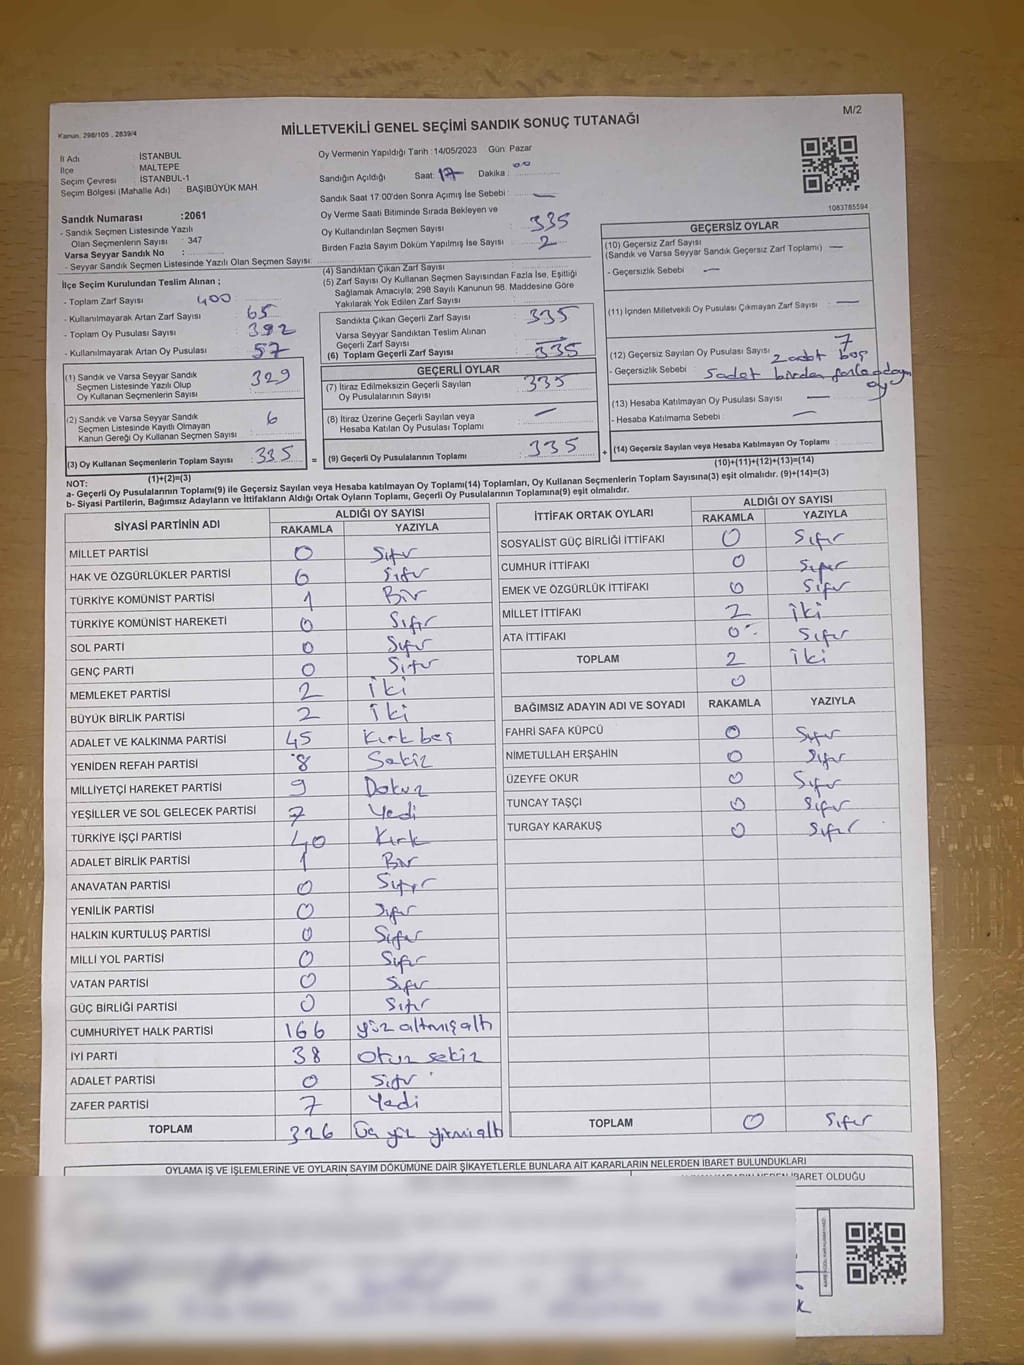 M/2
Kanun, 298/105 , 2839/4
MİLLETVEKİLİ GENEL SEÇİMİ SANDIK SONUÇ TUTANAĞI
İl Adı İSTANBUL
İlçe MALTEPE
Seçim Çevresi İSTANBUL-1
Seçim Bölgesi (Mahalle Adı) : BAŞIBÜYÜK MAH
Sandık Numarası :2061
- Sandık Seçmen Listesinde Yazılı
Olan Seçmenlerin Sayısı : 347
Varsa Seyyar Sandık No :
- Seyyar Sandık Seçmen Listesinde Yazılı Olan Seçmen Sayısı:
Oy Vermenin Yapıldığı Tarih :14/05/2023 Gün: Pazar
Sandığın Açıldığı Saat: 17 Dakika : 00
Sandık Saat 17:00'den Sonra Açımış İse Sebebi : —
Oy Verme Saati Bitiminde Sırada Bekleyen ve
Oy Kullandırılan Seçmen Sayısı : 335
Birden Fazla Sayım Döküm Yapılmış İse Sayısı : 2
1083785594
İlçe Seçim Kurulundan Teslim Alınan ;
- Toplam Zarf Sayısı : 400
- Kullanılmayarak Artan Zarf Sayısı : 65
- Toplam Oy Pusulası Sayısı : 392
- Kullanılmayarak Artan Oy Pusulası : 57
(1) Sandık ve Varsa Seyyar Sandık
Seçmen Listesinde Yazılı Olup
Oy Kullanan Seçmenlerin Sayısı : 329
(2) Sandık ve Varsa Seyyar Sandık
Seçmen Listesinde Kayıtlı Olmayan
Kanun Gereği Oy Kullanan Seçmen Sayısı : 6
(3) Oy Kullanan Seçmenlerin Toplam Sayısı : 335
(1)+(2)=(3)
(4) Sandıktan Çıkan Zarf Sayısı
(5) Zarf Sayısı Oy Kullanan Seçmen Sayısından Fazla İse, Eşitliği
Sağlamak Amacıyla; 298 Sayılı Kanunun 98. Maddesine Göre
Yakılarak Yok Edilen Zarf Sayısı :
Sandıkta Çıkan Geçerli Zarf Sayısı : 335
Varsa Seyyar Sandıktan Teslim Alınan
Geçerli Zarf Sayısı : —
(6) Toplam Geçerli Zarf Sayısı : 335
GEÇERLİ OYLAR
(7) İtiraz Edilmeksizin Geçerli Sayılan
Oy Pusulalarının Sayısı : 335
(8) İtiraz Üzerine Geçerli Sayılan veya
Hesaba Katılan Oy Pusulası Toplamı : —
= (9) Geçerli Oy Pusulalarının Toplamı : 335 +
GEÇERSİZ OYLAR
(10) Geçersiz Zarf Sayısı
(Sandık ve Varsa Seyyar Sandık Geçersiz Zarf Toplamı) : —
- Geçersizlik Sebebi : —
(11) İçinden Milletvekili Oy Pusulası Çıkmayan Zarf Sayısı : —
(12) Geçersiz Sayılan Oy Pusulası Sayısı : 7
2 adet boş
- Geçersizlik Sebebi : 5 adet birden fazla
oy
(13) Hesaba Katılmayan Oy Pusulası Sayısı : —
- Hesaba Katılmama Sebebi : —
(14) Geçersiz Sayılan veya Hesaba Katılmayan Oy Toplamı :
(10)+(11)+(12)+(13)=(14)
NOT:
a- Geçerli Oy Pusulalarının Toplamı(9) ile Geçersiz Sayılan veya Hesaba katılmayan Oy Toplamı(14) Toplamları, Oy Kullanan Seçmenlerin Toplam Sayısına(3) eşit olmalıdır. (9)+(14)=(3)
b- Siyasi Partilerin, Bağımsız Adayların ve İttifakların Aldığı Ortak Oyların Toplamı, Geçerli Oy Pusulalarının Toplamına(9) eşit olmalıdır.
SİYASİ PARTİNİN ADI ALDIĞI OY SAYISI
RAKAMLA YAZIYLA
MİLLET PARTİSİ 0 Sıfır
HAK VE ÖZGÜRLÜKLER PARTİSİ 0 Sıfır
TÜRKİYE KOMÜNİST PARTİSİ 1 Bir
TÜRKİYE KOMÜNİST HAREKETİ 0 Sıfır
SOL PARTİ 0 Sıfır
GENÇ PARTİ 0 Sıfır
MEMLEKET PARTİSİ 2 İki
BÜYÜK BİRLİK PARTİSİ 2 İki
ADALET VE KALKINMA PARTİSİ 45 Kırk beş
YENİDEN REFAH PARTİSİ 8 Sekiz
MİLLİYETÇİ HAREKET PARTİSİ 9 Dokuz
YEŞİLLER VE SOL GELECEK PARTİSİ 7 Yedi
TÜRKİYE İŞÇİ PARTİSİ 40 Kırk
ADALET BİRLİK PARTİSİ 1 Bir
ANAVATAN PARTİSİ 0 Sıfır
YENİLİK PARTİSİ 0 Sıfır
HALKIN KURTULUŞ PARTİSİ 0 Sıfır
MİLLİ YOL PARTİSİ 0 Sıfır
VATAN PARTİSİ 0 Sıfır
GÜÇ BİRLİĞİ PARTİSİ 0 Sıfır
CUMHURİYET HALK PARTİSİ 166 yüz altmış altı
İYİ PARTİ 38 Otuz sekiz
ADALET PARTİSİ 0 Sıfır
ZAFER PARTİSİ 7 Yedi
TOPLAM 326 Üç yüz yirmi altı
İTTİFAK ORTAK OYLARI ALDIĞI OY SAYISI
RAKAMLA YAZIYLA
SOSYALİST GÜÇ BİRLİĞİ İTTİFAKI 0 Sıfır
CUMHUR İTTİFAKI 0 Sıfır
EMEK VE ÖZGÜRLÜK İTTİFAKI 0 Sıfır
MİLLET İTTİFAKI 2 İki
ATA İTTİFAKI 0 Sıfır
TOPLAM 2 İki
0
BAĞIMSIZ ADAYIN ADI VE SOYADI RAKAMLA YAZIYLA
FAHRİ SAFA KÜPCÜ 0 Sıfır
NİMETULLAH ERŞAHİN 0 Sıfır
ÜZEYFE OKUR 0 Sıfır
TUNCAY TAŞÇI 0 Sıfır
TURGAY KARAKUŞ 0 Sıfır
TOPLAM 0 Sıfır
OYLAMA İŞ VE İŞLEMLERİNE VE OYLARIN SAYIM DÖKÜMÜNE DAİR ŞİKAYETLERLE BUNLARA AİT KARARLARIN NELERDEN İBARET BULUNDUKLARI
İBARET OLDUĞU